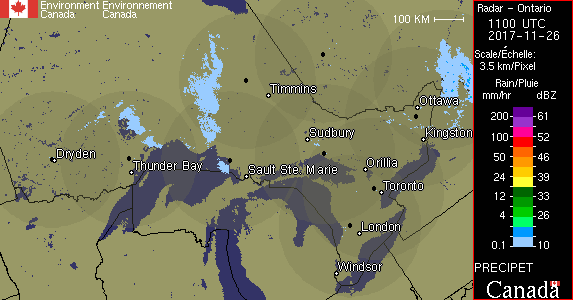 Environment Environnement
Canada Canada
100 KM
Timmins
Ottawa
Sudbury
Kingston
Dryden
Thunder Bay
Sault Ste. Marie
Orillia
Toronto
London
Windsor
Radar - Ontario
1100 UTC
2017-11-26
Scale/Échelle:
3.5 km/Pixel
Rain/Pluie
mm/hr dBZ
200 61
100 52
50 46
24 39
12 33
4 26
0.1 10
PRECIPET
Canada